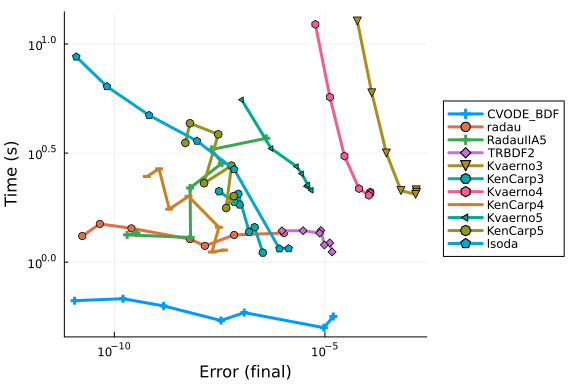 10^1.0
10^0.5
10^0.0
Time (s)
10^-10
10^-5
Error (final)
CVODE_BDF
radau
RadauIIA5
TRBDF2
Kvaerno3
KenCarp3
Kvaerno4
KenCarp4
Kvaerno5
KenCarp5
lsoda